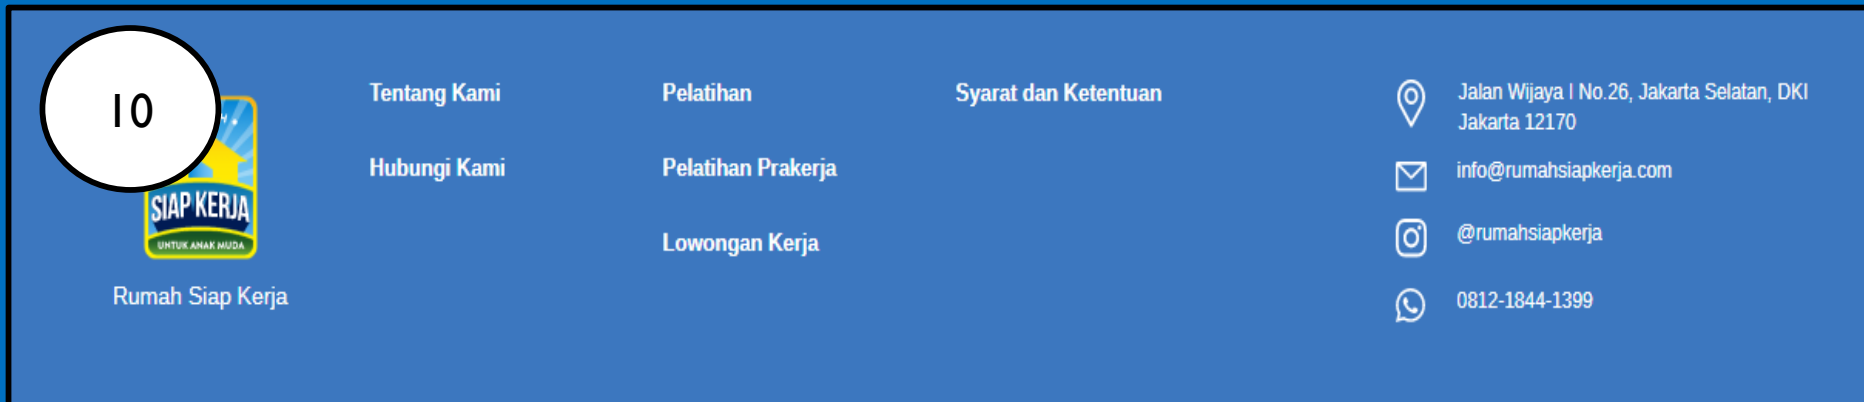 10
SIAP KERJA
UNTUK ANAK MUDA
Rumah Siap Kerja
Tentang Kami
Hubungi Kami
Pelatihan
Pelatihan Prakerja
Lowongan Kerja
Syarat dan Ketentuan
Jalan Wijaya I No.26, Jakarta Selatan, DKI
Jakarta 12170
info@rumahsiapkerja.com
@rumahsiapkerja
0812-1844-1399